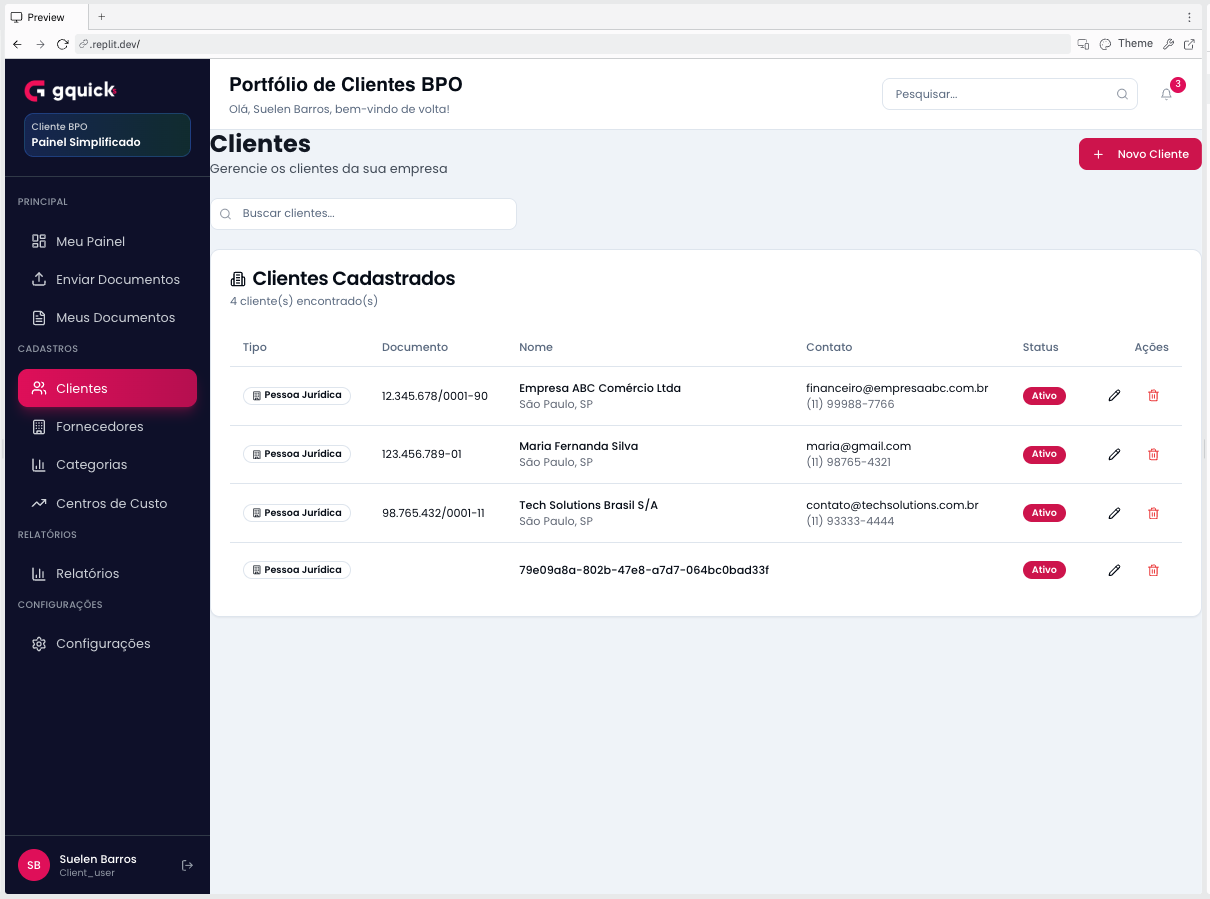 Preview
.replit.dev/
Theme
gquick
Cliente BPO
Painel Simplificado
PRINCIPAL
Meu Painel
Enviar Documentos
Meus Documentos
CADASTROS
Clientes
Fornecedores
Categorias
Centros de Custo
RELATÓRIOS
Relatórios
CONFIGURAÇÕES
Configurações
SB
Suelen Barros
Client_user
Portfólio de Clientes BPO
Olá, Suelen Barros, bem-vindo de volta!
Pesquisar...
3
Clientes
Gerencie os clientes da sua empresa
+ Novo Cliente
Buscar clientes...
Clientes Cadastrados
4 cliente(s) encontrado(s)
Tipo Documento Nome Contato Status Ações
Pessoa Jurídica 12.345.678/0001-90 Empresa ABC Comércio Ltda financeiro@empresaabc.com.br Ativo
São Paulo, SP (11) 99988-7766
Pessoa Jurídica 123.456.789-01 Maria Fernanda Silva maria@gmail.com Ativo
São Paulo, SP (11) 98765-4321
Pessoa Jurídica 98.765.432/0001-11 Tech Solutions Brasil S/A contato@techsolutions.com.br Ativo
São Paulo, SP (11) 93333-4444
Pessoa Jurídica 79e09a8a-802b-47e8-a7d7-064bc0bad33f Ativo